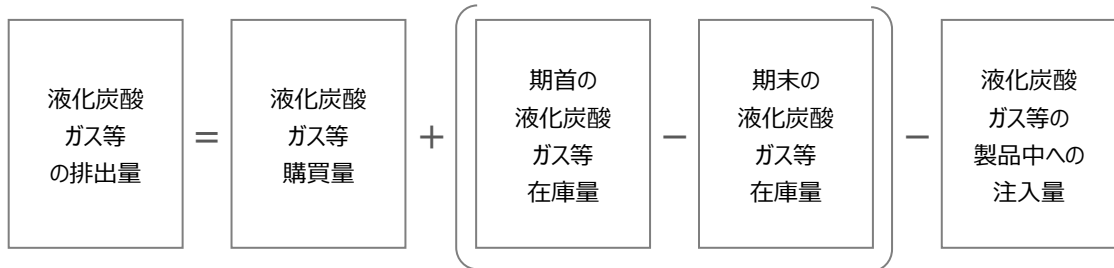 液化炭酸
ガス等
の排出量
＝
液化炭酸
ガス等
購買量
＋
(
期首の
液化炭酸
ガス等
在庫量
－
期末の
液化炭酸
ガス等
在庫量
)
－
液化炭酸
ガス等の
製品中への
注入量